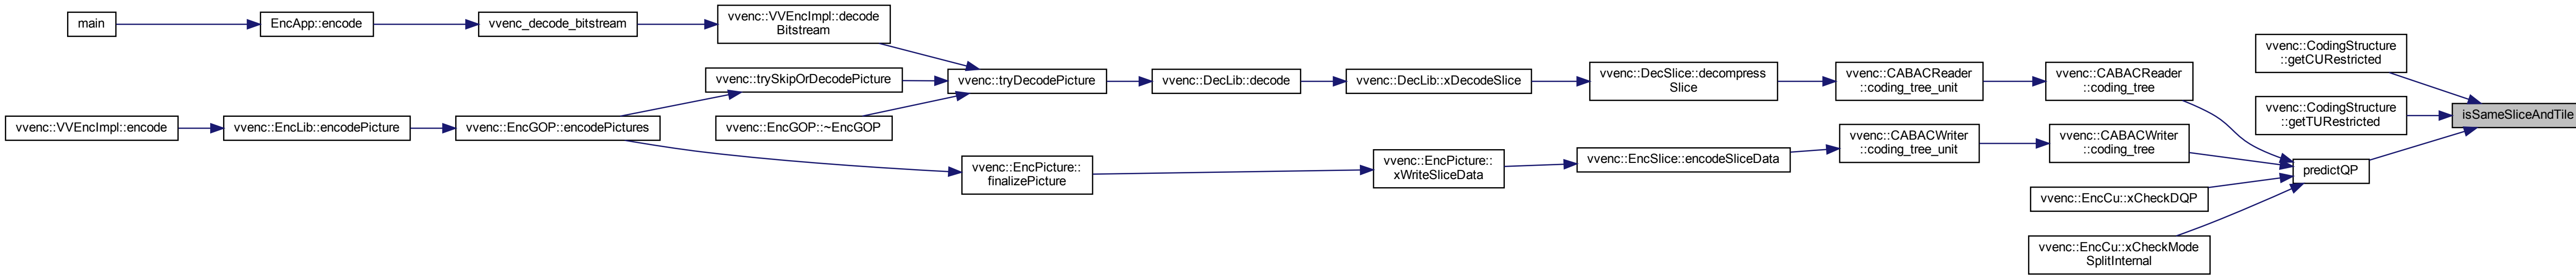 main
EncApp::encode
vvenc_decode_bitstream
vvenc::VVEncImpl::decode
Bitstream
vvenc::trySkipOrDecodePicture
vvenc::EncGOP::~EncGOP
vvenc::VVEncImpl::encode
vvenc::EncLib::encodePicture
vvenc::EncGOP::encodePictures
vvenc::tryDecodePicture
vvenc::DecLib::decode
vvenc::DecLib::xDecodeSlice
vvenc::DecSlice::decompress
Slice
vvenc::CABACReader
::coding_tree_unit
vvenc::CABACReader
::coding_tree
vvenc::EncPicture::
finalizePicture
vvenc::EncPicture::
xWriteSliceData
vvenc::EncSlice::encodeSliceData
vvenc::CABACWriter
::coding_tree_unit
vvenc::CABACWriter
::coding_tree
vvenc::EncCu::xCheckDQP
vvenc::EncCu::xCheckMode
SplitInternal
vvenc::CodingStructure
::getCURestricted
vvenc::CodingStructure
::getTURestricted
predictQP
isSameSliceAndTile